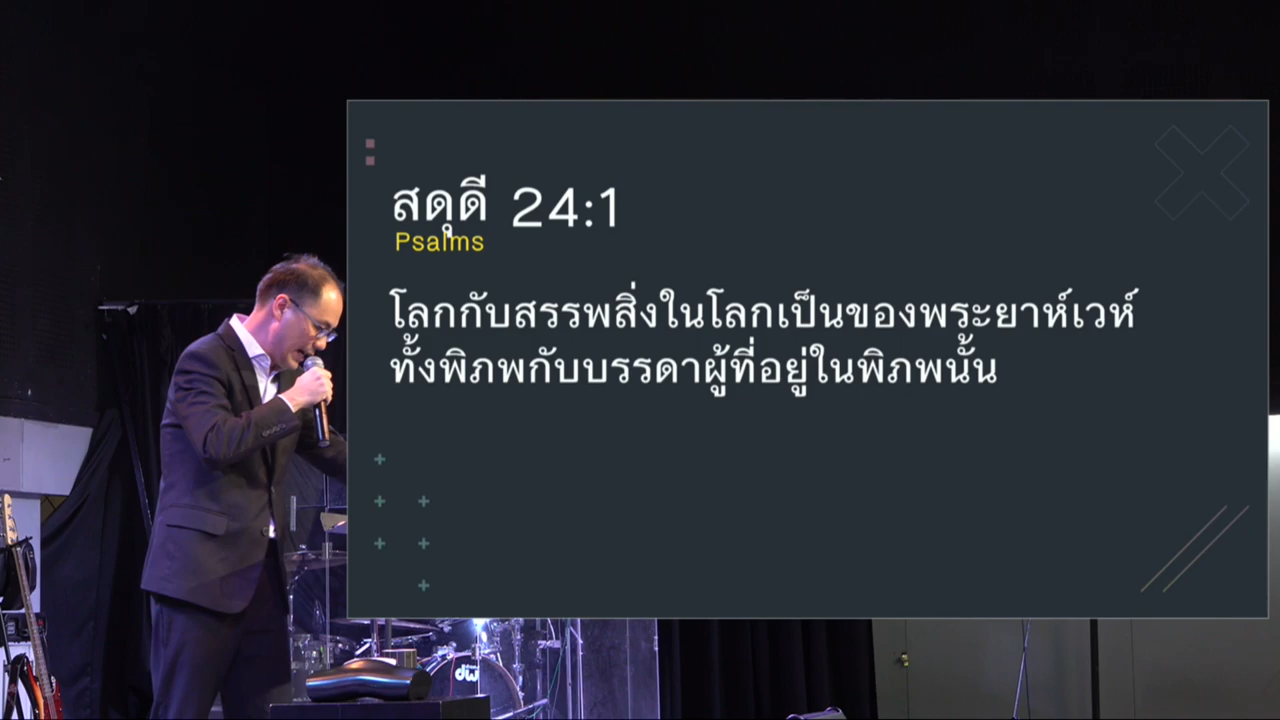 สดุดี 24:1
Psalms
โลกกับสรรพสิ่งในโลกเป็นของพระยาห์เวห์
ทั้งพิภพกับบรรดาผู้ที่อยู่ในพิภพนั้น
dw